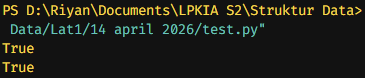 PS D:\Riyan\Documents\LPKIA S2\Struktur Data>
Data/Lat1/14 april 2026/test.py"
True
True